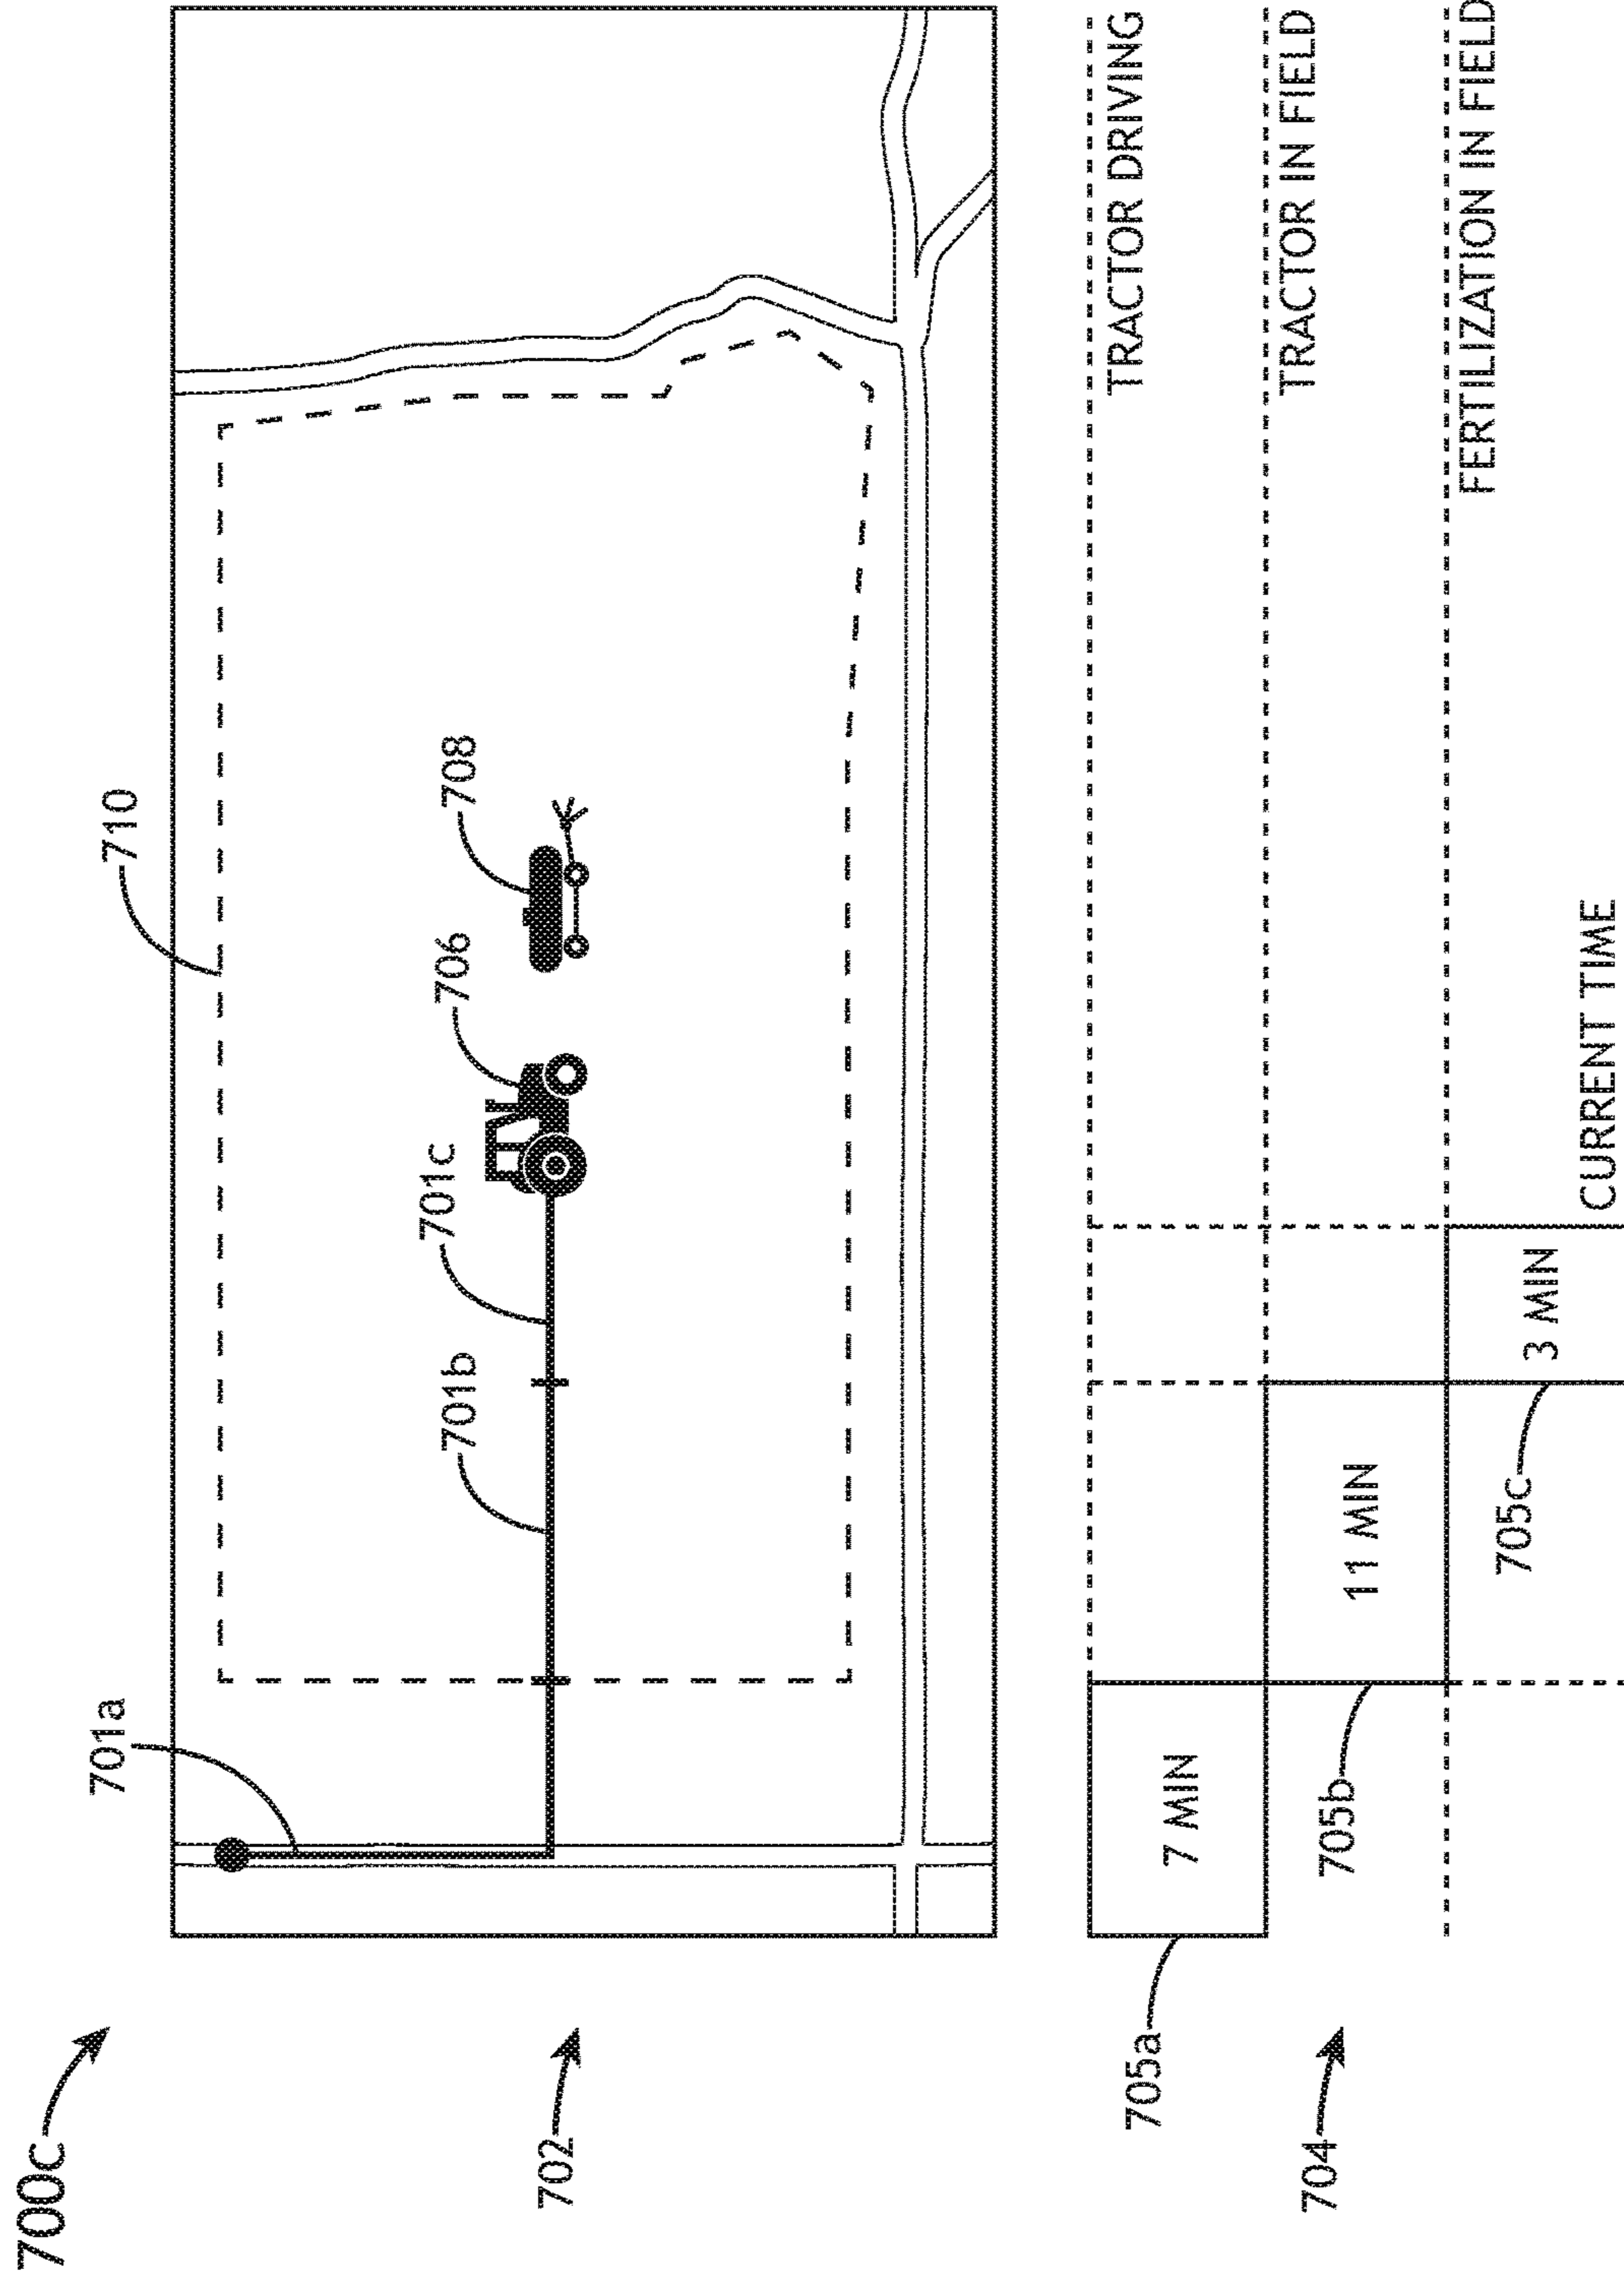 700c
710
701a
701b
701c
706
708
702
TRACTOR DRIVING
7 MIN
705a
TRACTOR IN FIELD
11 MIN
705b
704
FERTILIZATION IN FIELD
3 MIN
705c
CURRENT TIME